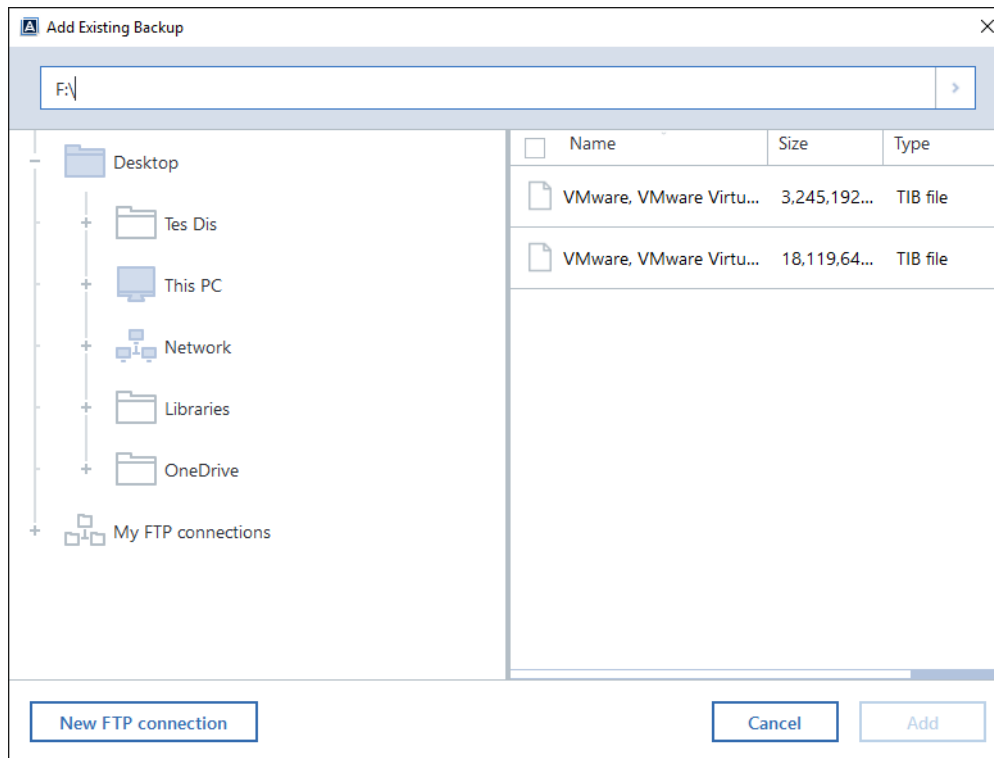 Add Existing Backup
F:\
Desktop
Tes Dis
This PC
Network
Libraries
OneDrive
My FTP connections
Name Size Type
VMware, VMware Virtu... 3,245,192... TIB file
VMware, VMware Virtu... 18,119,64... TIB file
New FTP connection
Cancel
Add